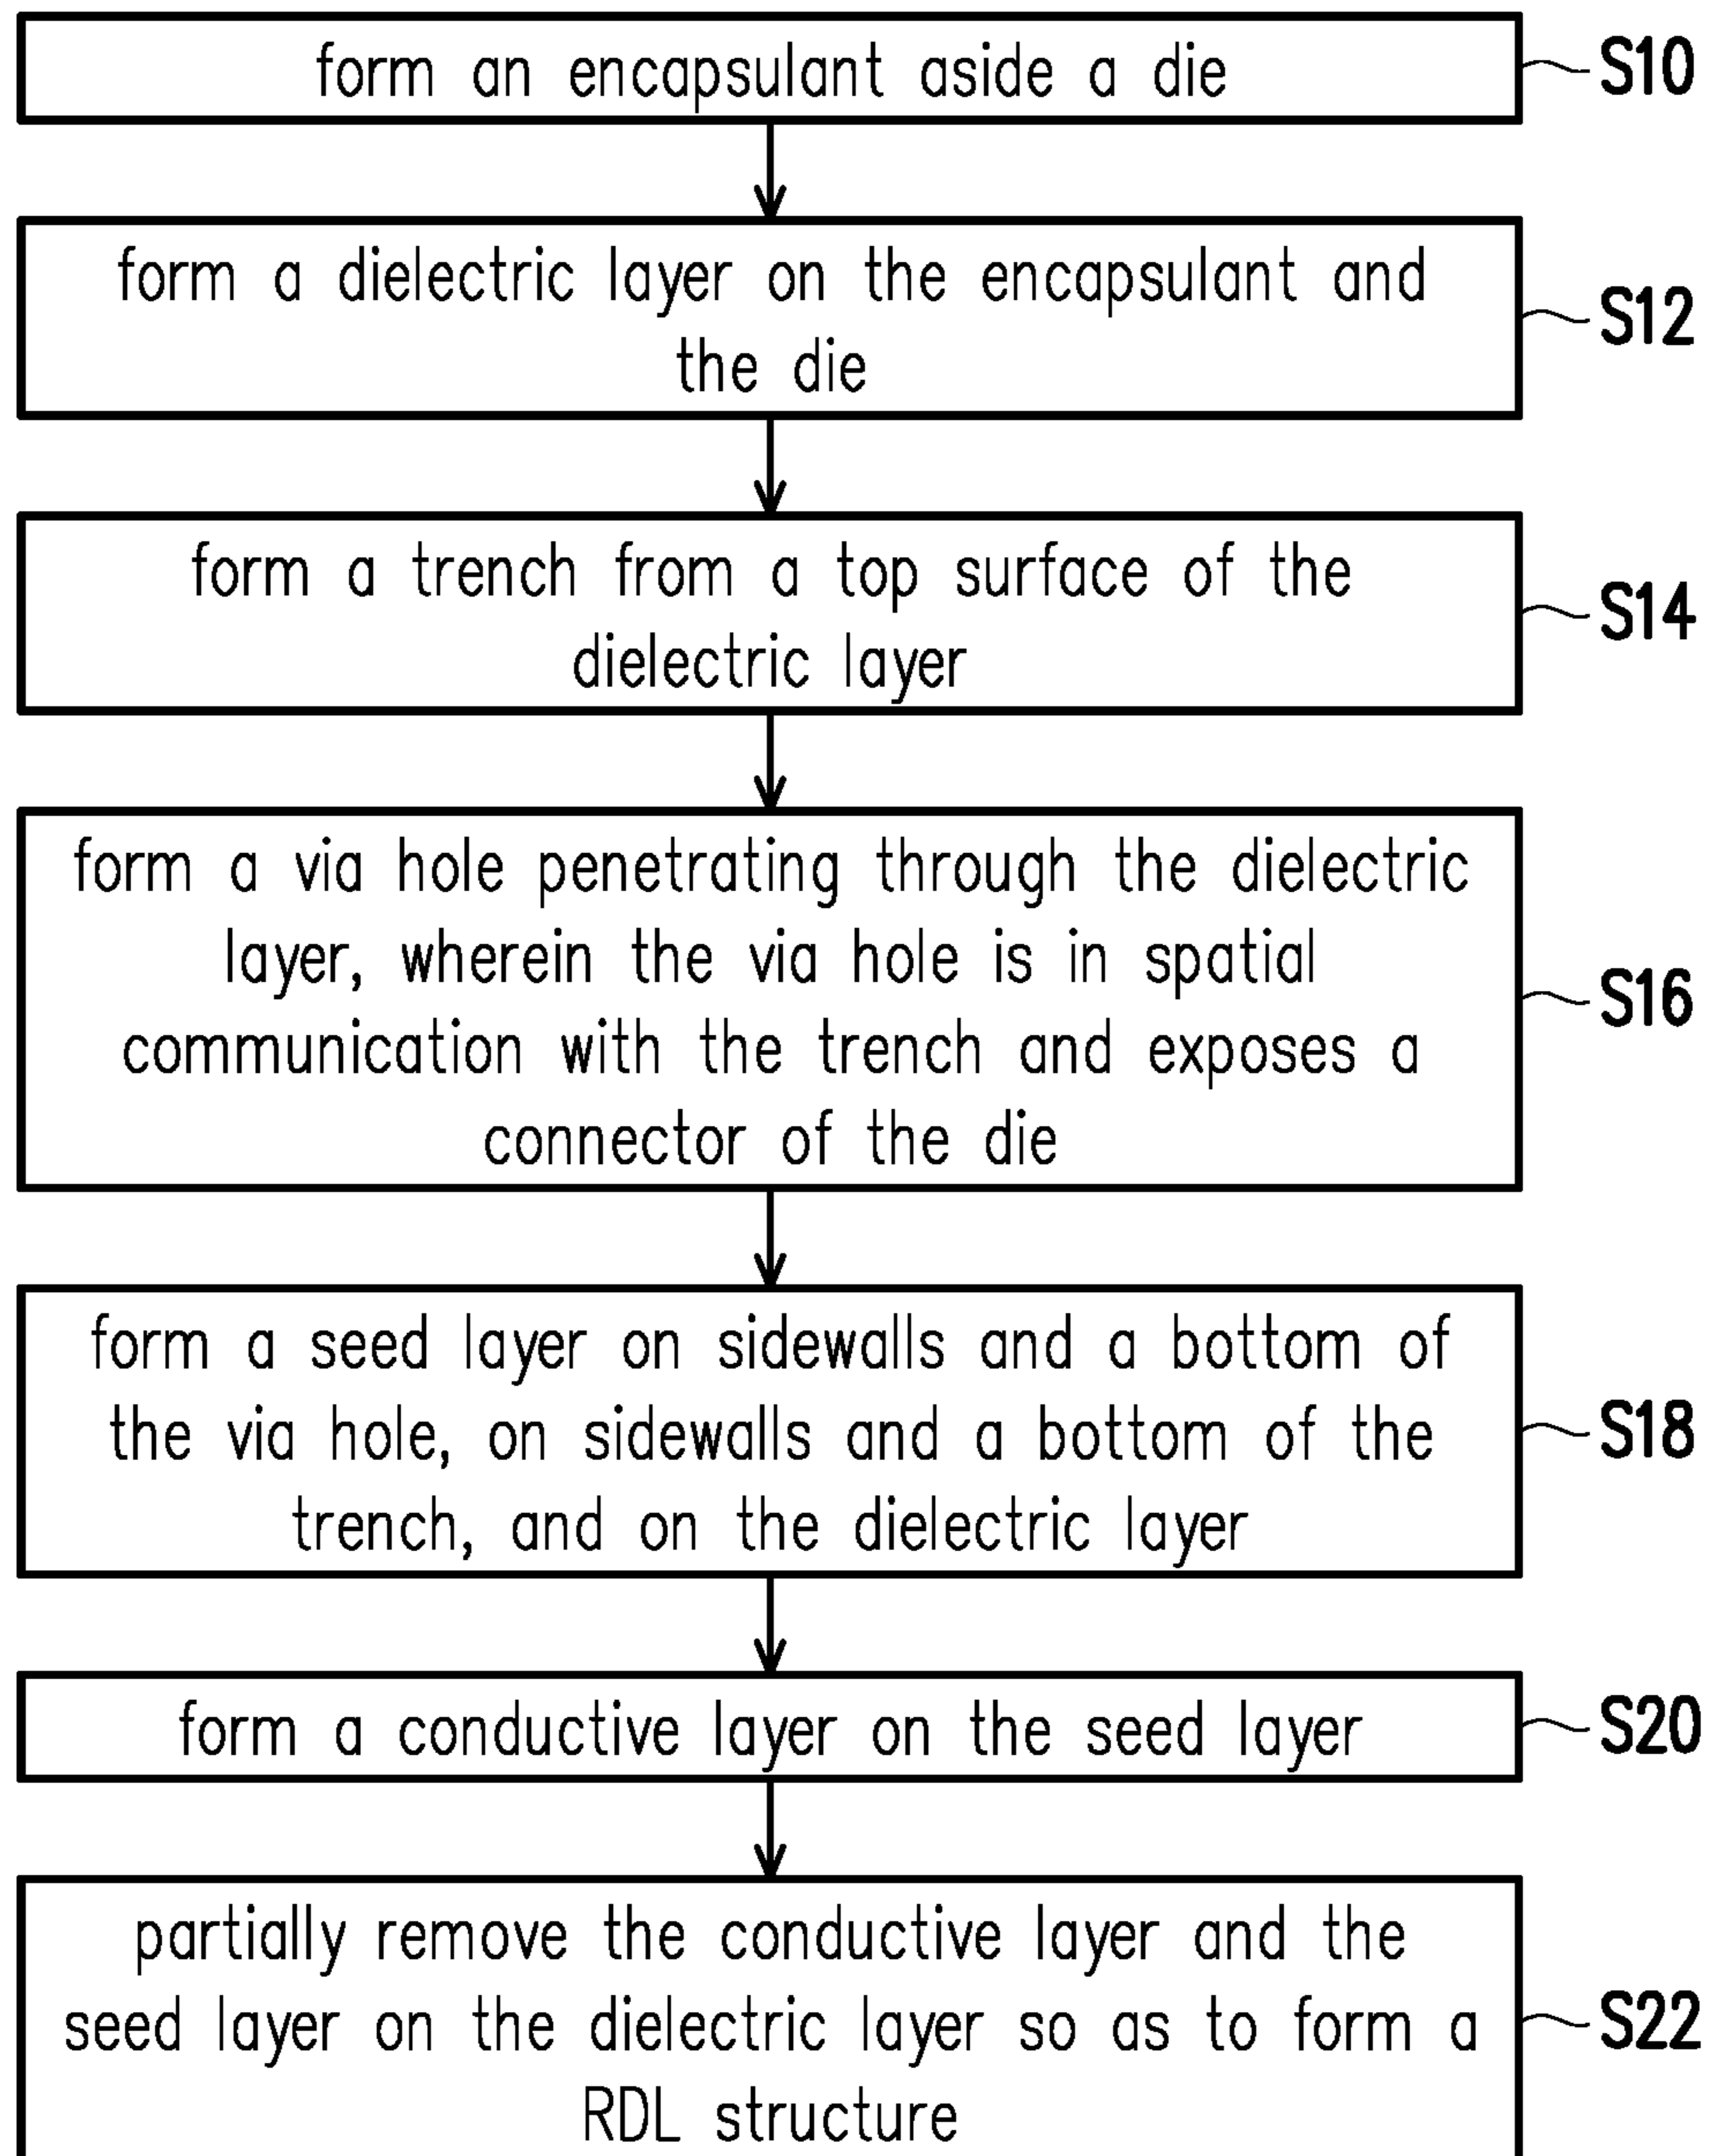 form an encapsulant aside a die
S10
form a dielectric layer on the encapsulant and
the die
S12
form a trench from a top surface of the
dielectric layer
S14
form a via hole penetrating through the dielectric
layer, wherein the via hole is in spatial
communication with the trench and exposes a
connector of the die
S16
form a seed layer on sidewalls and a bottom of
the via hole, on sidewalls and a bottom of the
trench, and on the dielectric layer
S18
form a conductive layer on the seed layer
S20
partially remove the conductive layer and the
seed layer on the dielectric layer so as to form a
RDL structure
S22